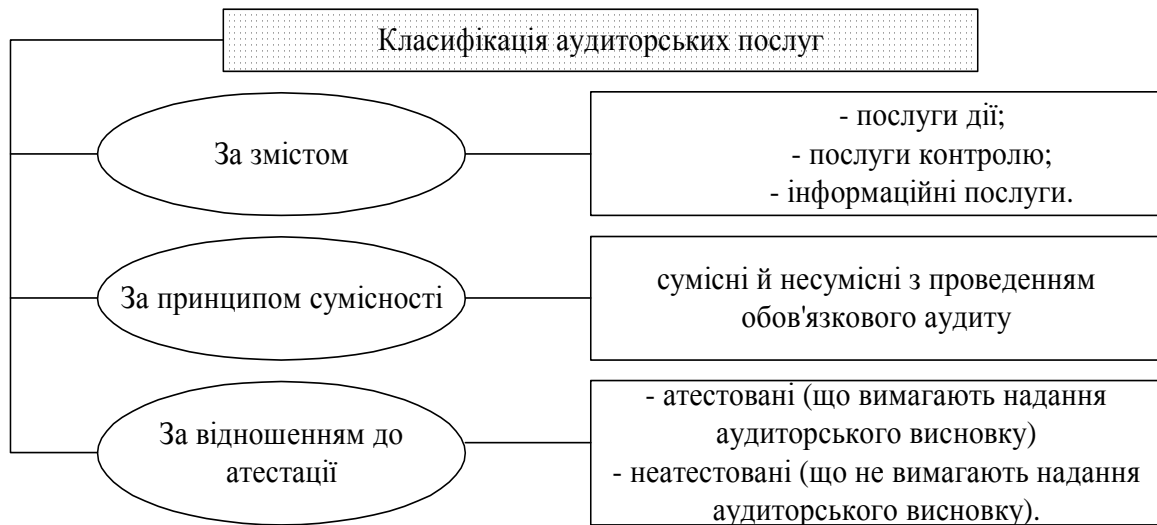 Класифікація аудиторських послуг
За змістом
- послуги дії;
- послуги контролю;
- інформаційні послуги.
За принципом сумісності
сумісні й несумісні з проведенням
обов'язкового аудиту
За відношенням до
атестації
- атестовані (що вимагають надання
аудиторського висновку)
- неатестовані (що не вимагають надання
аудиторського висновку).